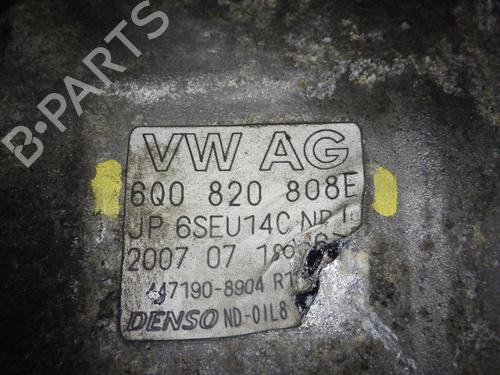 B-PARTS
VW AG
6Q0 820 808E
JP 6SEU14C
2007 07
447190-8904
DENSO ND-OIL8